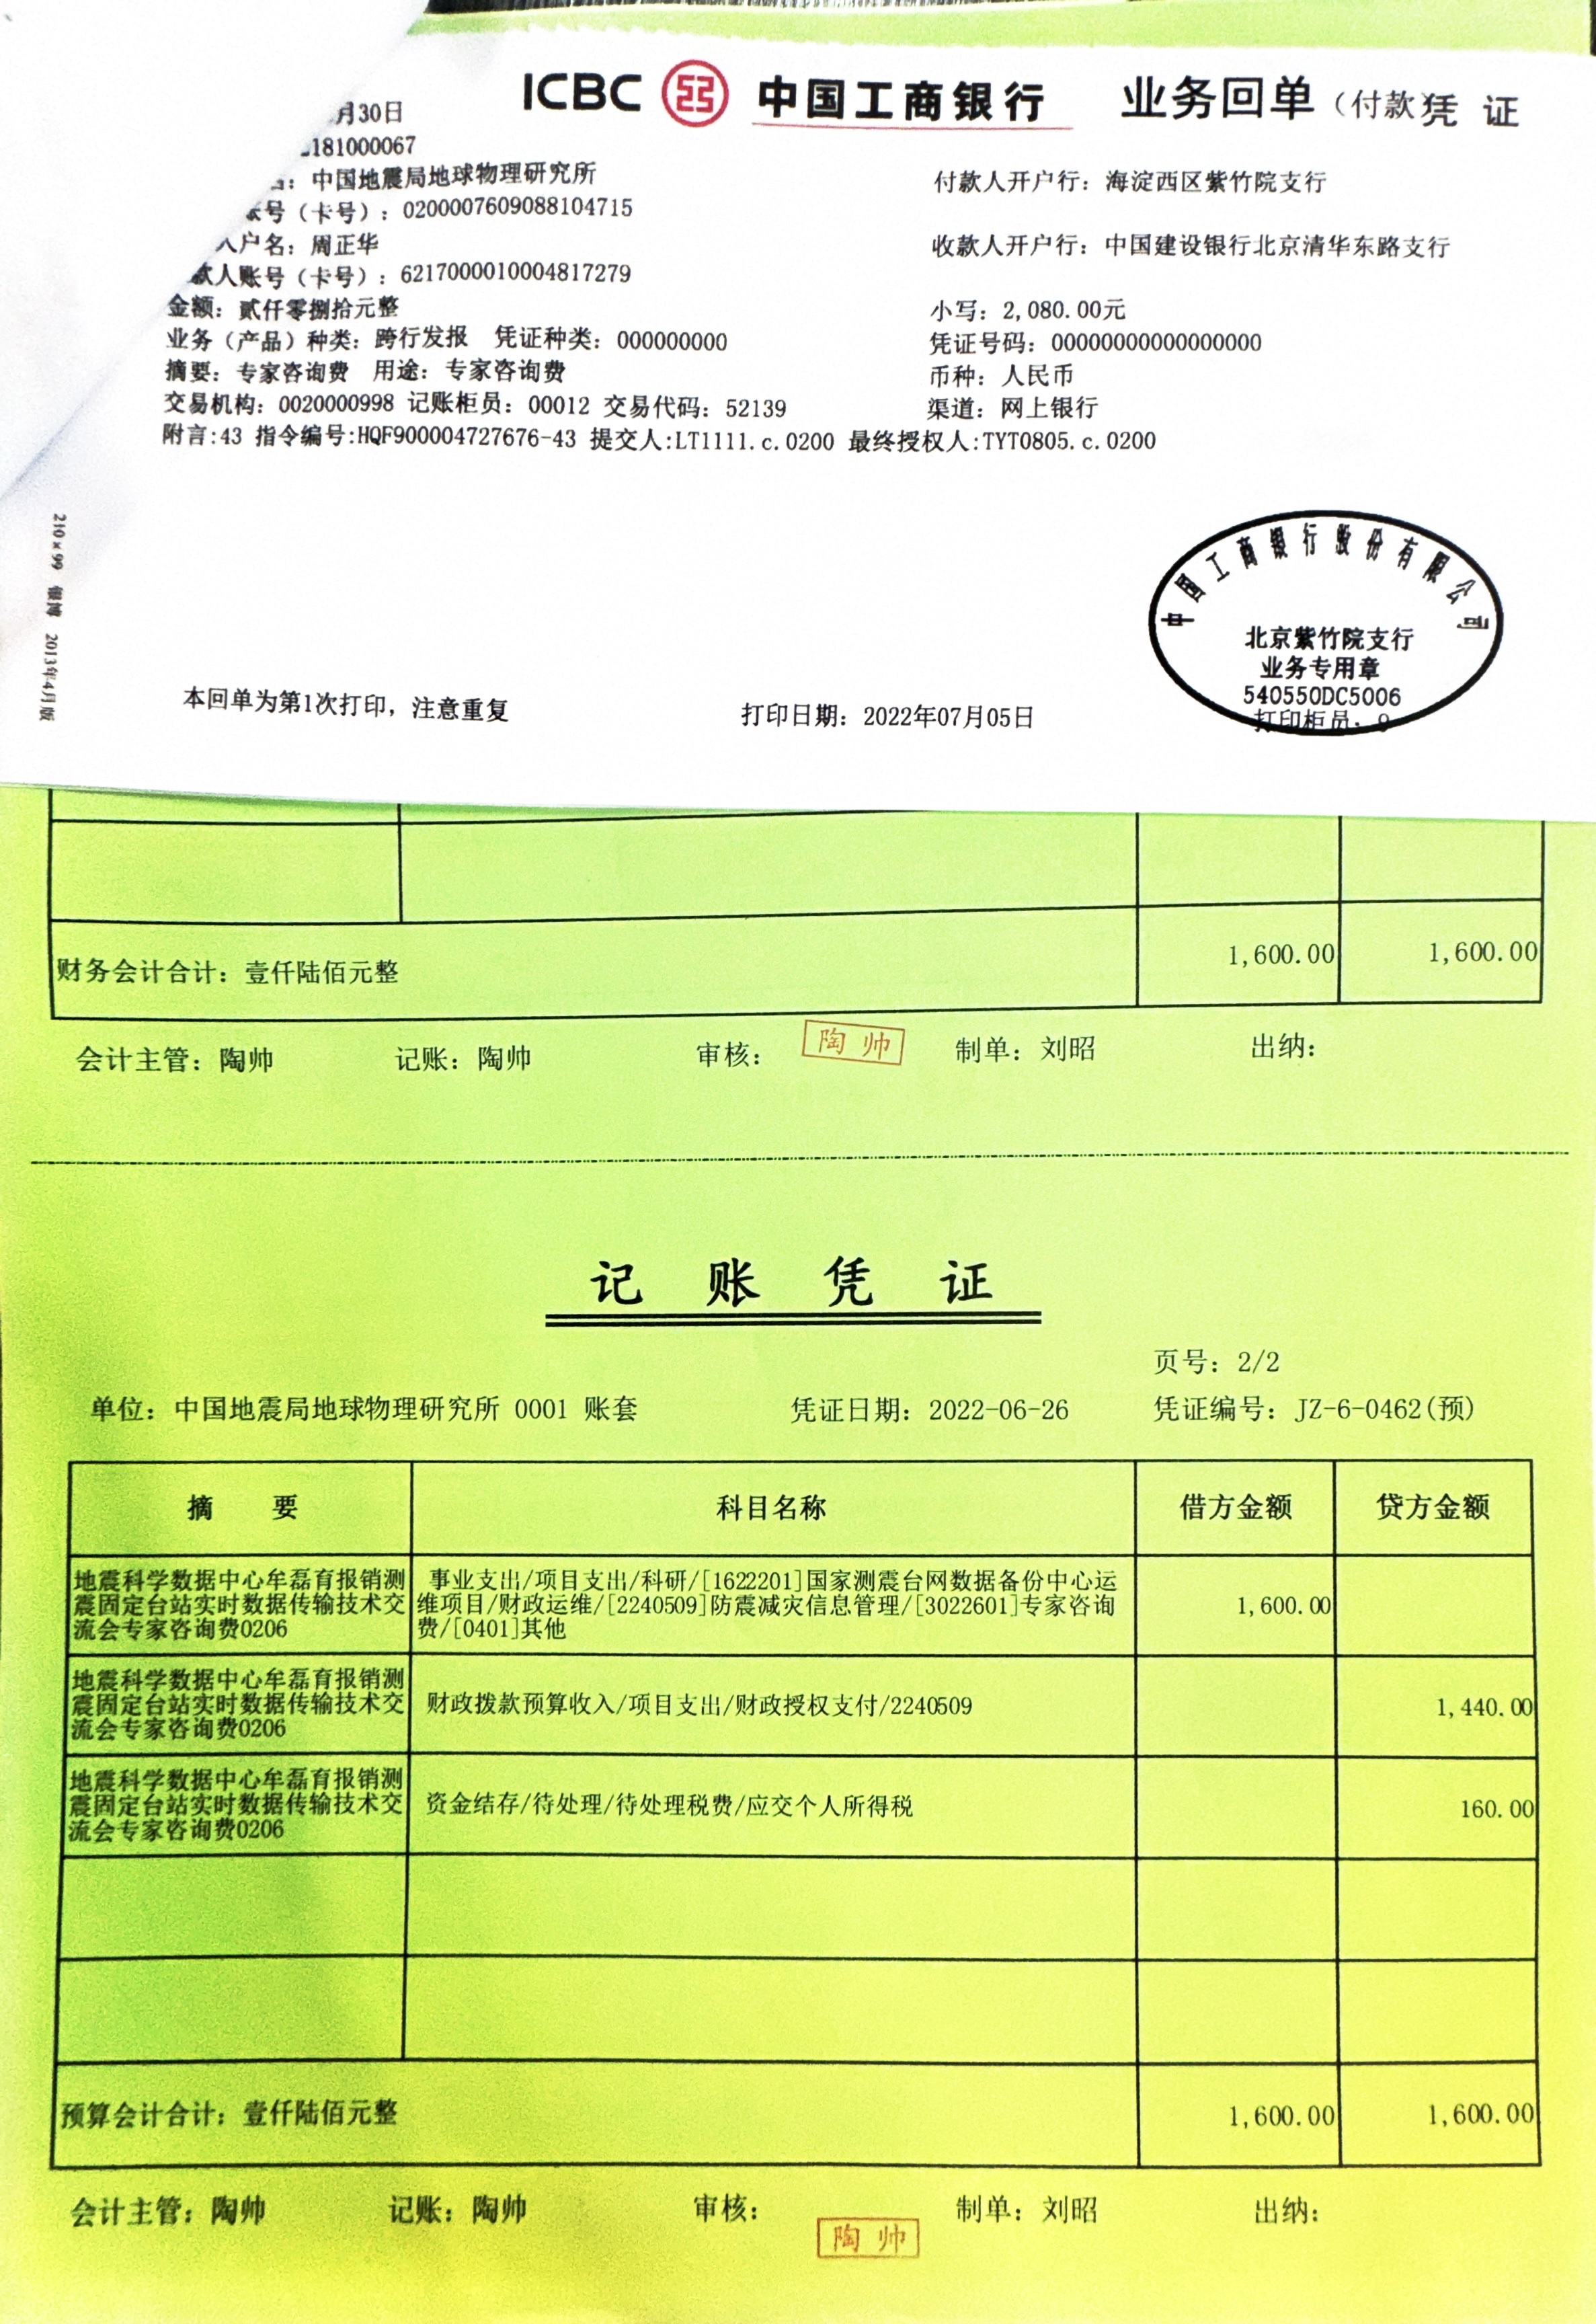 ICBC 中国工商银行 业务回单（付款）凭 证
月30日
181000067
：中国地震局地球物理研究所 付款人开户行：海淀西区紫竹院支行
账号（卡号）：0200007609088104715
人户名：周正华 收款人开户行：中国建设银行北京清华东路支行
款人账号（卡号）：6217000010004817279
金额：贰仟零捌拾元整 小写：2,080.00元
业务（产品）种类：跨行发报 凭证种类：000000000 凭证号码：00000000000000000
摘要：专家咨询费 用途：专家咨询费 币种：人民币
交易机构：0020000998 记账柜员：00012 交易代码：52139 渠道：网上银行
附言:43 指令编号:HQF900004727676-43 提交人:LT1111.c.0200 最终授权人:TYT0805.c.0200
210×99 银博 2013年4月版
中国工商银行股份有限公司
北京紫竹院支行
业务专用章
540550DC5006
本回单为第1次打印，注意重复 打印日期：2022年07月05日 打印柜员：9
财务会计合计：壹仟陆佰元整 1,600.00 1,600.00
会计主管：陶帅 记账：陶帅 审核： 陶帅 制单：刘昭 出纳：
记 账 凭 证
页号：2/2
单位：中国地震局地球物理研究所 0001 账套 凭证日期：2022-06-26 凭证编号：JZ-6-0462(预)
摘 要 科目名称 借方金额 贷方金额
地震科学数据中心牟磊育报销测
震固定台站实时数据传输技术交
流会专家咨询费0206
事业支出/项目支出/科研/[1622201]国家测震台网数据备份中心运
维项目/财政运维/[2240509]防震减灾信息管理/[3022601]专家咨询
费/[0401]其他
1,600.00
地震科学数据中心牟磊育报销测
震固定台站实时数据传输技术交
流会专家咨询费0206
财政拨款预算收入/项目支出/财政授权支付/2240509
1,440.00
地震科学数据中心牟磊育报销测
震固定台站实时数据传输技术交
流会专家咨询费0206
资金结存/待处理/待处理税费/应交个人所得税
160.00
预算会计合计：壹仟陆佰元整 1,600.00 1,600.00
会计主管：陶帅 记账：陶帅 审核： 制单：刘昭 出纳：
陶帅